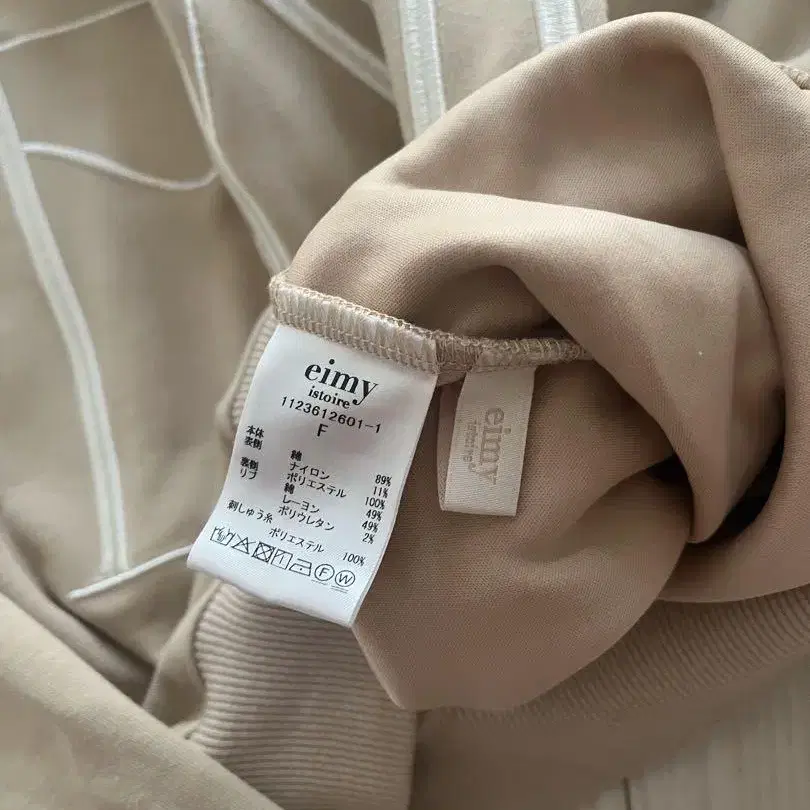 eimy
istoire
1123612601-1
F
本体
表側
綿 89%
ナイロン 11%
裏側
ポリエステル 100%
リブ
綿 49%
レーヨン 49%
ポリウレタン 2%
刺しゅう糸
ポリエステル 100%
F W
eimy
istoire